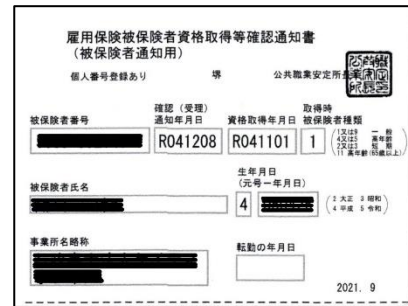 雇用保険被保険者資格取得等確認通知書
(被保険者通知用)
個人番号登録あり 堺 公共職業安定所長
被保険者番号 確認(受理)通知年月日 資格取得年月日 取得時被保険者種類
R041208 R041101 1
1又は9 一般
4又は5 高年齢
2又は3 短期
11 高年齢(65歳以上)
被保険者氏名 生年月日
(元号-年月日)
4
2 大正 3 昭和
4 平成 5 令和
事業所名略称 転勤の年月日
2021. 9